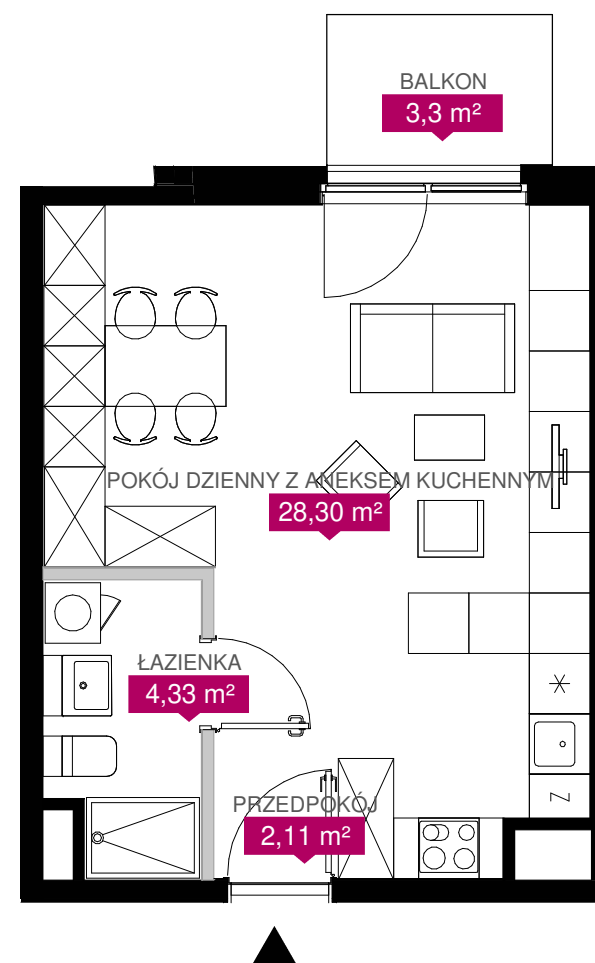 BALKON
3,3 m²
POKÓJ DZIENNY Z ANEKSEM KUCHENNYM
28,30 m²
ŁAZIENKA
4,33 m²
Z
PRZEDPOKÓJ
2,11 m²